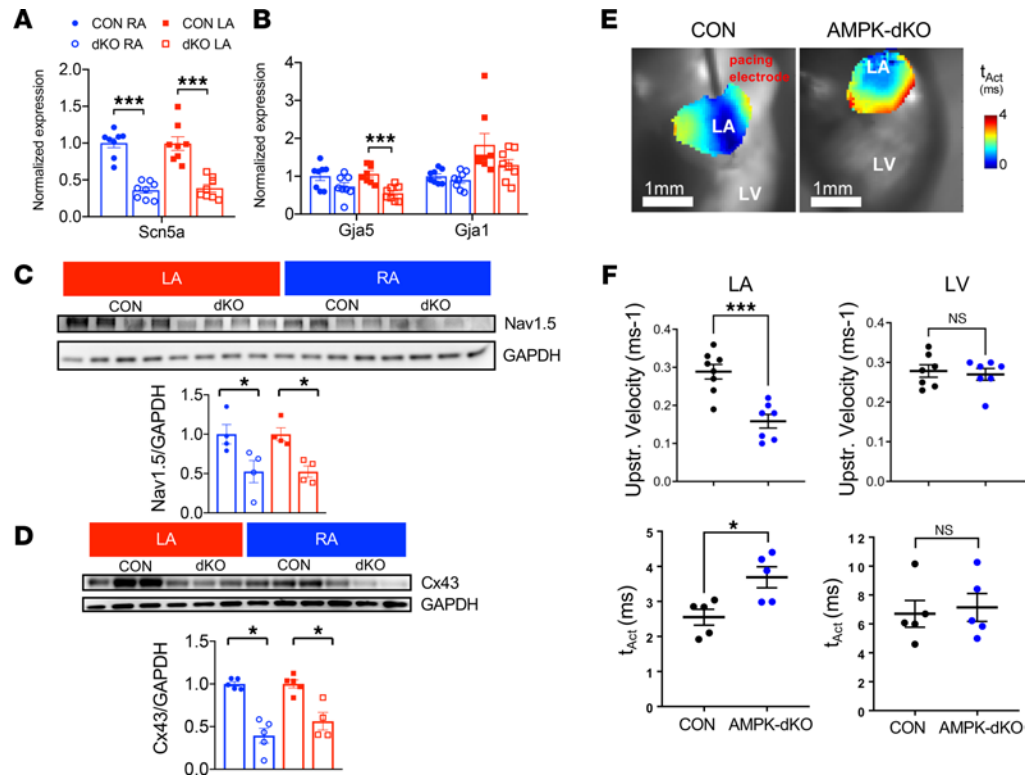 A
CON RA
CON LA
dKO RA
dKO LA
Normalized expression
2.0
1.5
1.0
0.5
0.0
***
***
Scn5a
B
Normalized expression
6
4
2
0
***
Gja5
Gja1
C
LA
RA
CON
dKO
CON
dKO
Nav1.5
GAPDH
Nav1.5/GAPDH
1.5
1.0
0.5
0.0
*
*
D
LA
RA
CON
dKO
CON
dKO
Cx43
GAPDH
Cx43/GAPDH
1.5
1.0
0.5
0.0
*
*
E
CON
AMPK-dKO
pacing
electrode
LA
LV
1mm
LA
LV
1mm
tAct
(ms)
4
0
F
LA
LV
Upstr. Velocity (ms-1)
0.4
0.3
0.2
0.1
***
Upstr. Velocity (ms-1)
0.4
0.3
0.2
0.1
NS
tAct (ms)
5
4
3
2
1
0
*
CON AMPK-dKO
tAct (ms)
12
10
8
6
4
2
0
NS
CON AMPK-dKO